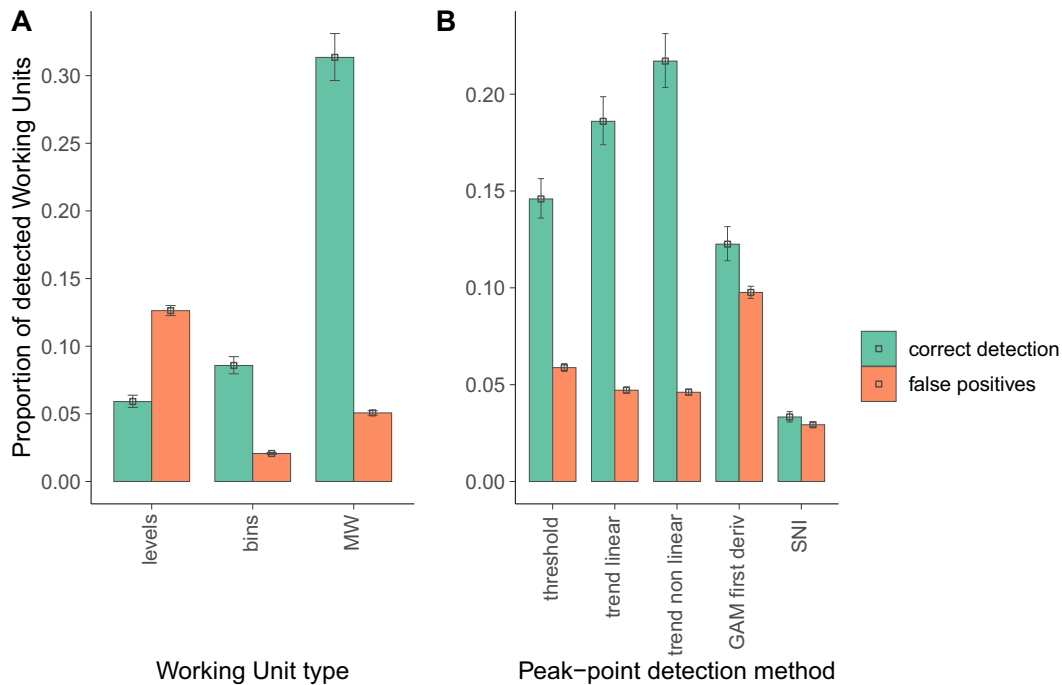 A
B
Proportion of detected Working Units
0.30
0.25
0.20
0.15
0.10
0.05
0.00
levels
bins
MW
Working Unit type
0.20
0.15
0.10
0.05
0.00
threshold
trend linear
trend non linear
GAM first deriv
SNI
Peak−point detection method
correct detection
false positives